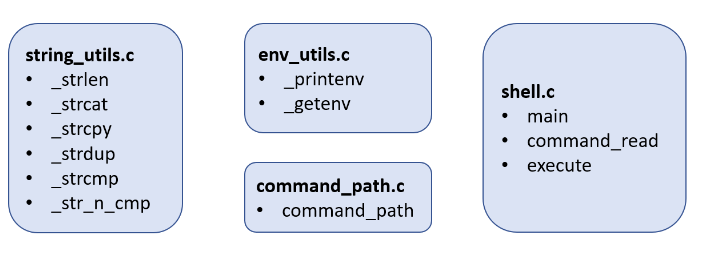 string_utils.c
• _strlen
• _strcat
• _strcpy
• _strdup
• _strcmp
• _str_n_cmp
env_utils.c
• _printenv
• _getenv
command_path.c
• command_path
shell.c
• main
• command_read
• execute